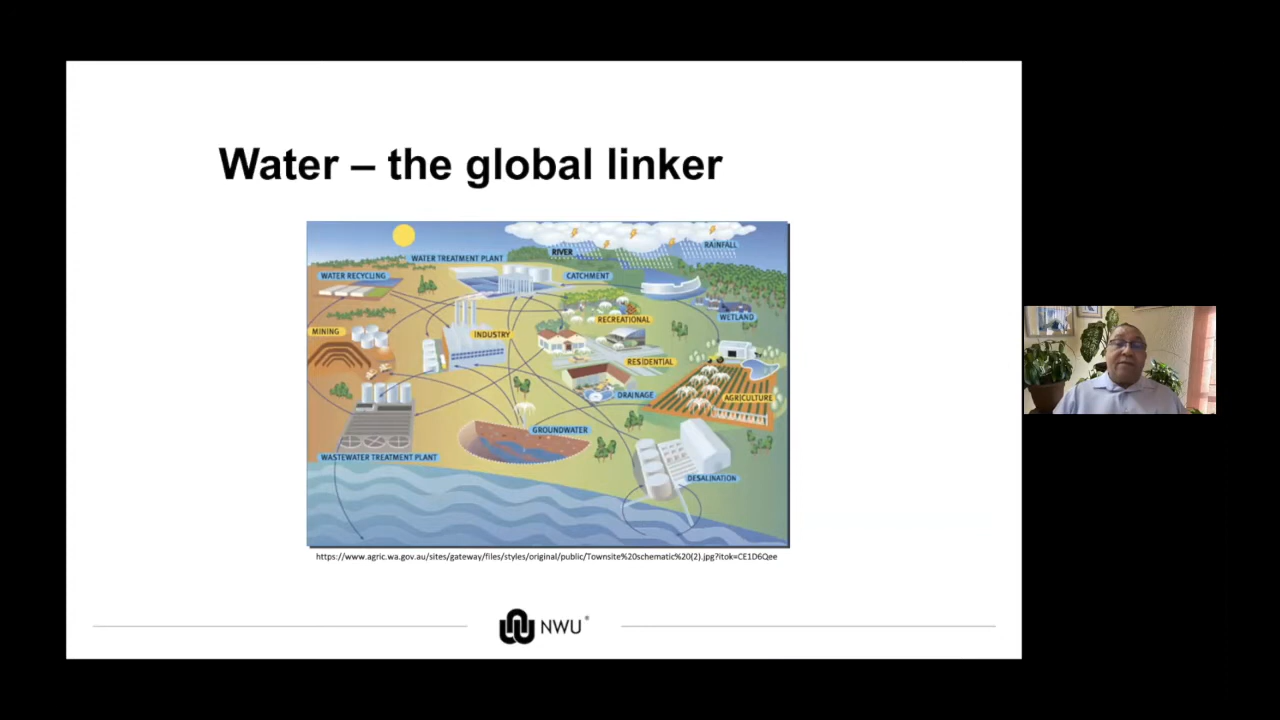 Water – the global linker
RIVER
RAINFALL
WATER TREATMENT PLANT
WATER RECYCLING
CATCHMENT
WETLAND
RECREATIONAL
MINING
INDUSTRY
RESIDENTIAL
DRAINAGE
AGRICULTURE
GROUNDWATER
WASTEWATER TREATMENT PLANT
DESALINATION
https://www.agric.wa.gov.au/sites/gateway/files/styles/original/public/Townsite%20schematic%20(2).jpg?itok=CE1D6Qee
NWU®